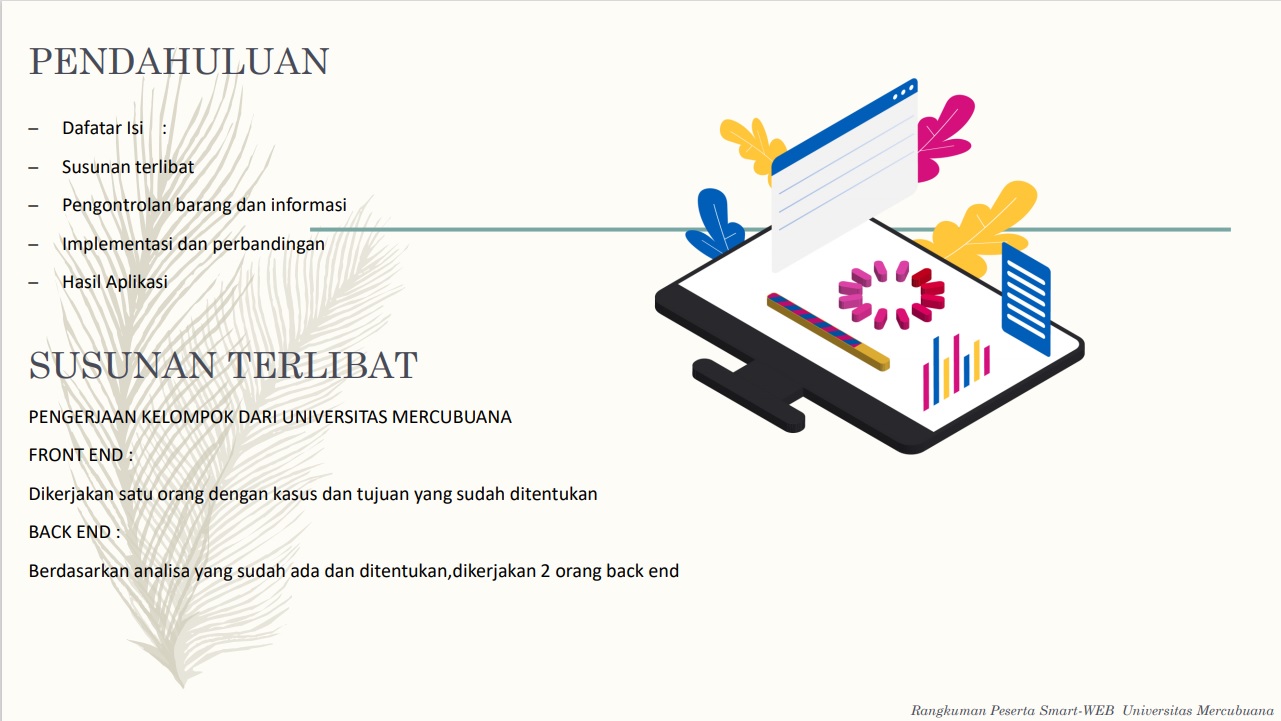 PENDAHULUAN
– Dafatar Isi :
– Susunan terlibat
– Pengontrolan barang dan informasi
– Implementasi dan perbandingan
– Hasil Aplikasi
SUSUNAN TERLIBAT
PENGERJAAN KELOMPOK DARI UNIVERSITAS MERCUBUANA
FRONT END :
Dikerjakan satu orang dengan kasus dan tujuan yang sudah ditentukan
BACK END :
Berdasarkan analisa yang sudah ada dan ditentukan,dikerjakan 2 orang back end
Rangkuman Peserta Smart-WEB Universitas Mercubuana